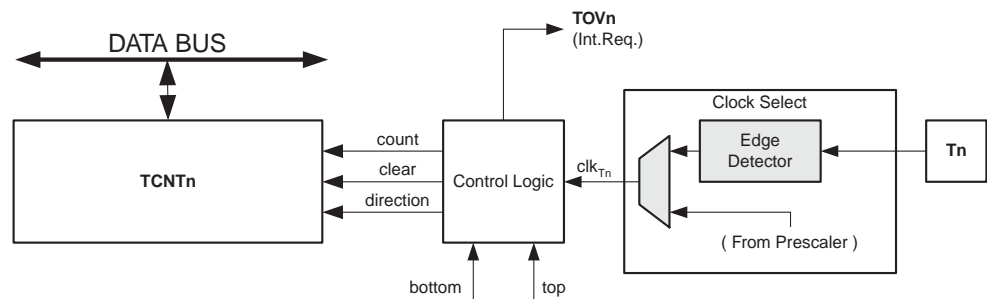 TOVn
(Int.Req.)
DATA BUS
Clock Select
count
Edge
Detector
Tn
TCNTn
clear
Control Logic
clkTn
direction
( From Prescaler )
bottom
top